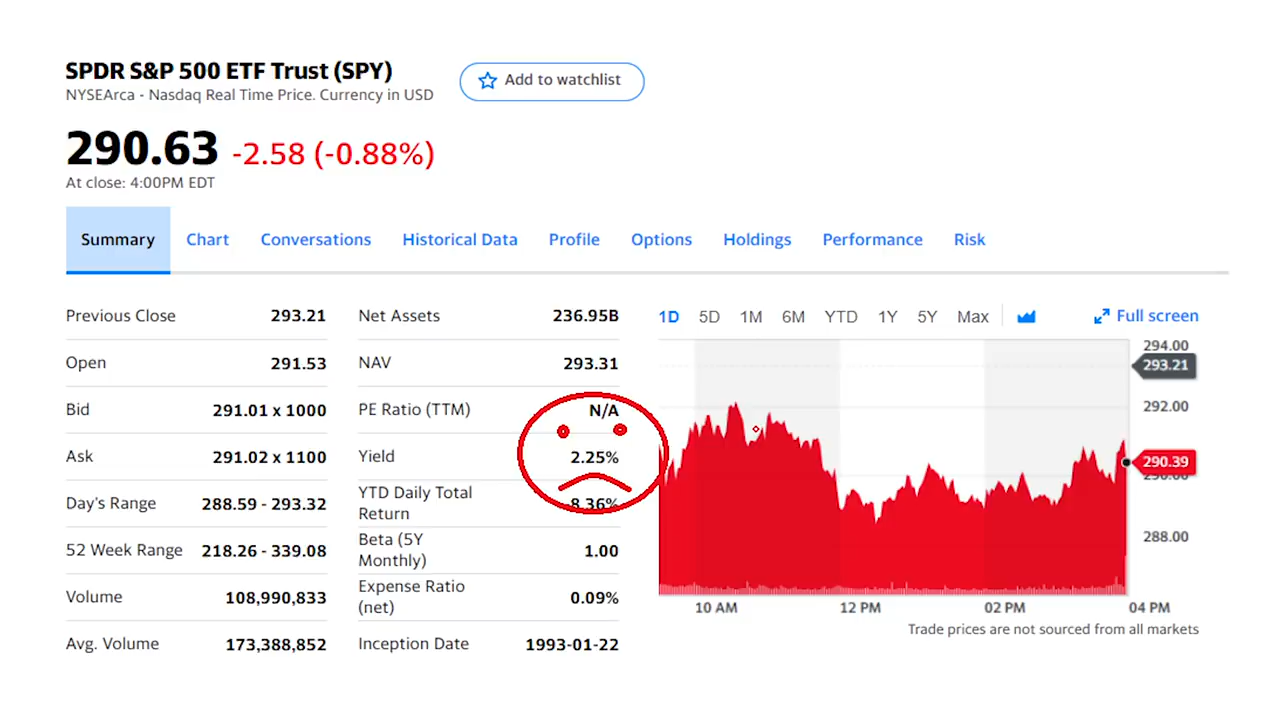 SPDR S&P 500 ETF Trust (SPY)
Add to watchlist
NYSEArca - Nasdaq Real Time Price. Currency in USD
290.63 -2.58 (-0.88%)
At close: 4:00PM EDT
Summary Chart Conversations Historical Data Profile Options Holdings Performance Risk
Previous Close 293.21
Open 291.53
Bid 291.01 x 1000
Ask 291.02 x 1100
Day's Range 288.59 - 293.32
52 Week Range 218.26 - 339.08
Volume 108,990,833
Avg. Volume 173,388,852
Net Assets 236.95B
NAV 293.31
PE Ratio (TTM) N/A
Yield 2.25%
YTD Daily Total
Return 8.36%
Beta (5Y
Monthly) 1.00
Expense Ratio
(net) 0.09%
Inception Date 1993-01-22
1D 5D 1M 6M YTD 1Y 5Y Max Full screen
294.00
293.21
292.00
290.39
290.00
288.00
10 AM 12 PM 02 PM 04 PM
Trade prices are not sourced from all markets